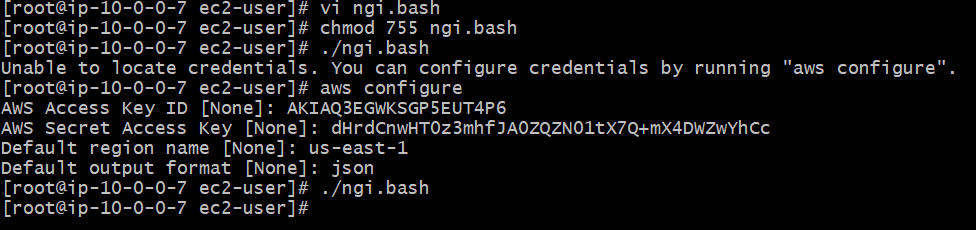 [root@ip-10-0-0-7 ec2-user]# vi ngi.bash
[root@ip-10-0-0-7 ec2-user]# chmod 755 ngi.bash
[root@ip-10-0-0-7 ec2-user]# ./ngi.bash
Unable to locate credentials. You can configure credentials by running "aws configure".
[root@ip-10-0-0-7 ec2-user]# aws configure
AWS Access Key ID [None]: AKIAQ3EGWKSGP5EUT4P6
AWS Secret Access Key [None]: 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
Default region name [None]: us-east-1
Default output format [None]: json
[root@ip-10-0-0-7 ec2-user]# ./ngi.bash
[root@ip-10-0-0-7 ec2-user]#